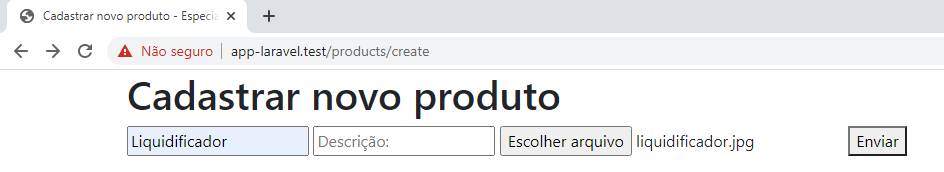 Cadastrar novo produto - Especia
Não seguro app-laravel.test/products/create
Cadastrar novo produto
Liquidificador Descrição: Escolher arquivo liquidificador.jpg Enviar